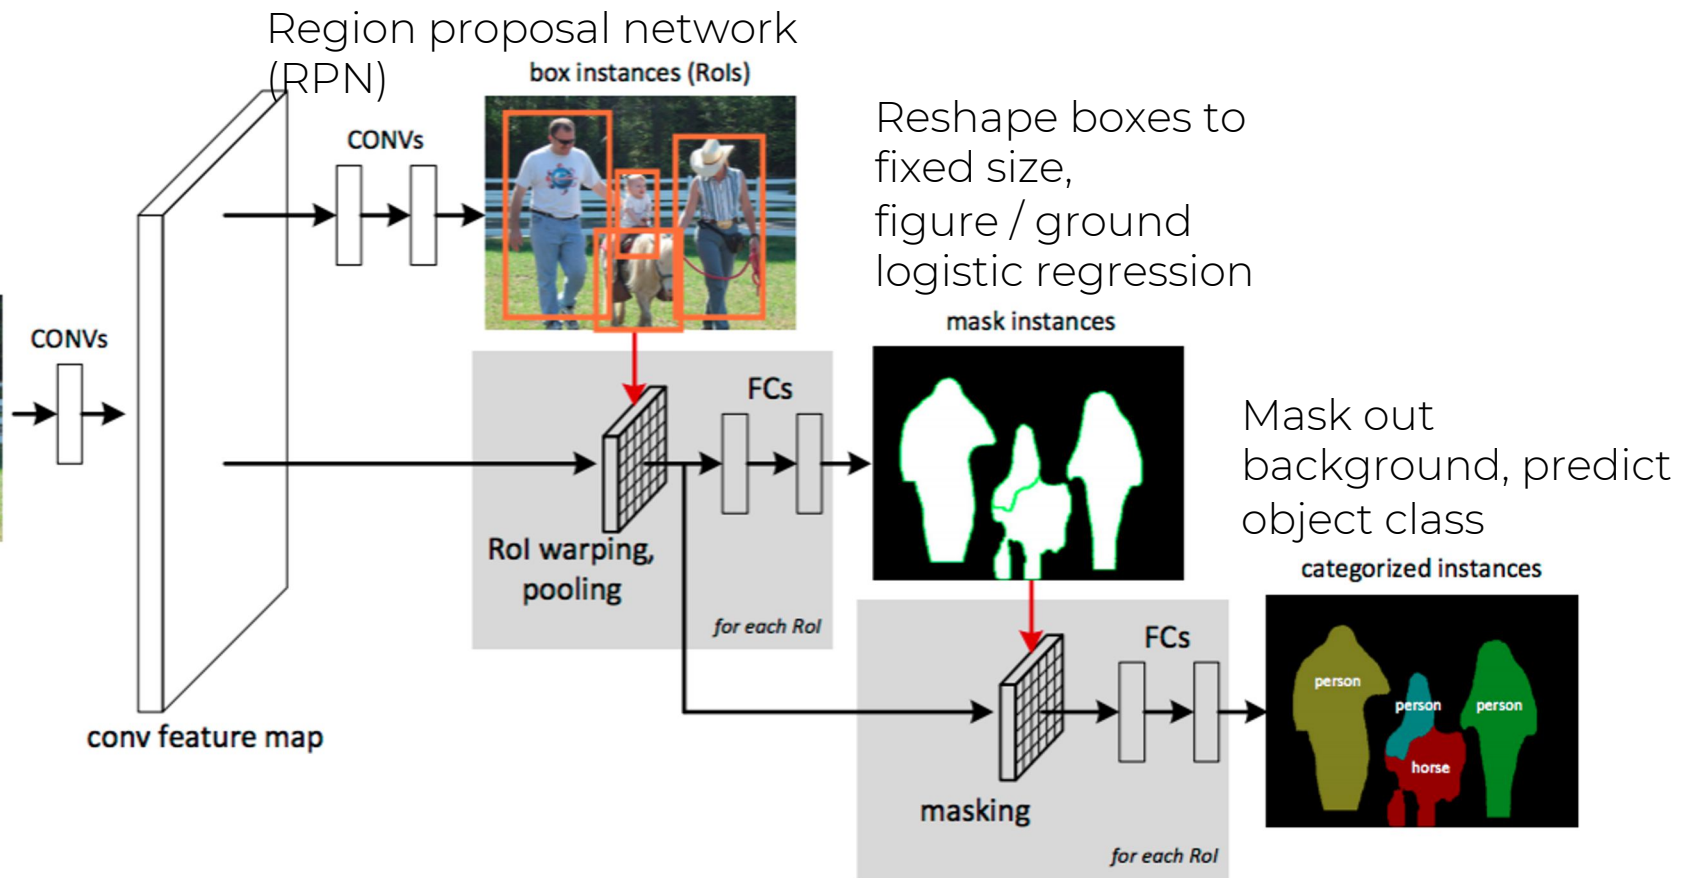 Region proposal network
(RPN)
box instances (RoIs)
CONVs
Reshape boxes to
fixed size,
figure / ground
logistic regression
mask instances
CONVs
FCs
Mask out
background, predict
object class
categorized instances
RoI warping,
pooling
for each RoI
conv feature map
FCs
person
person
person
horse
masking
for each RoI